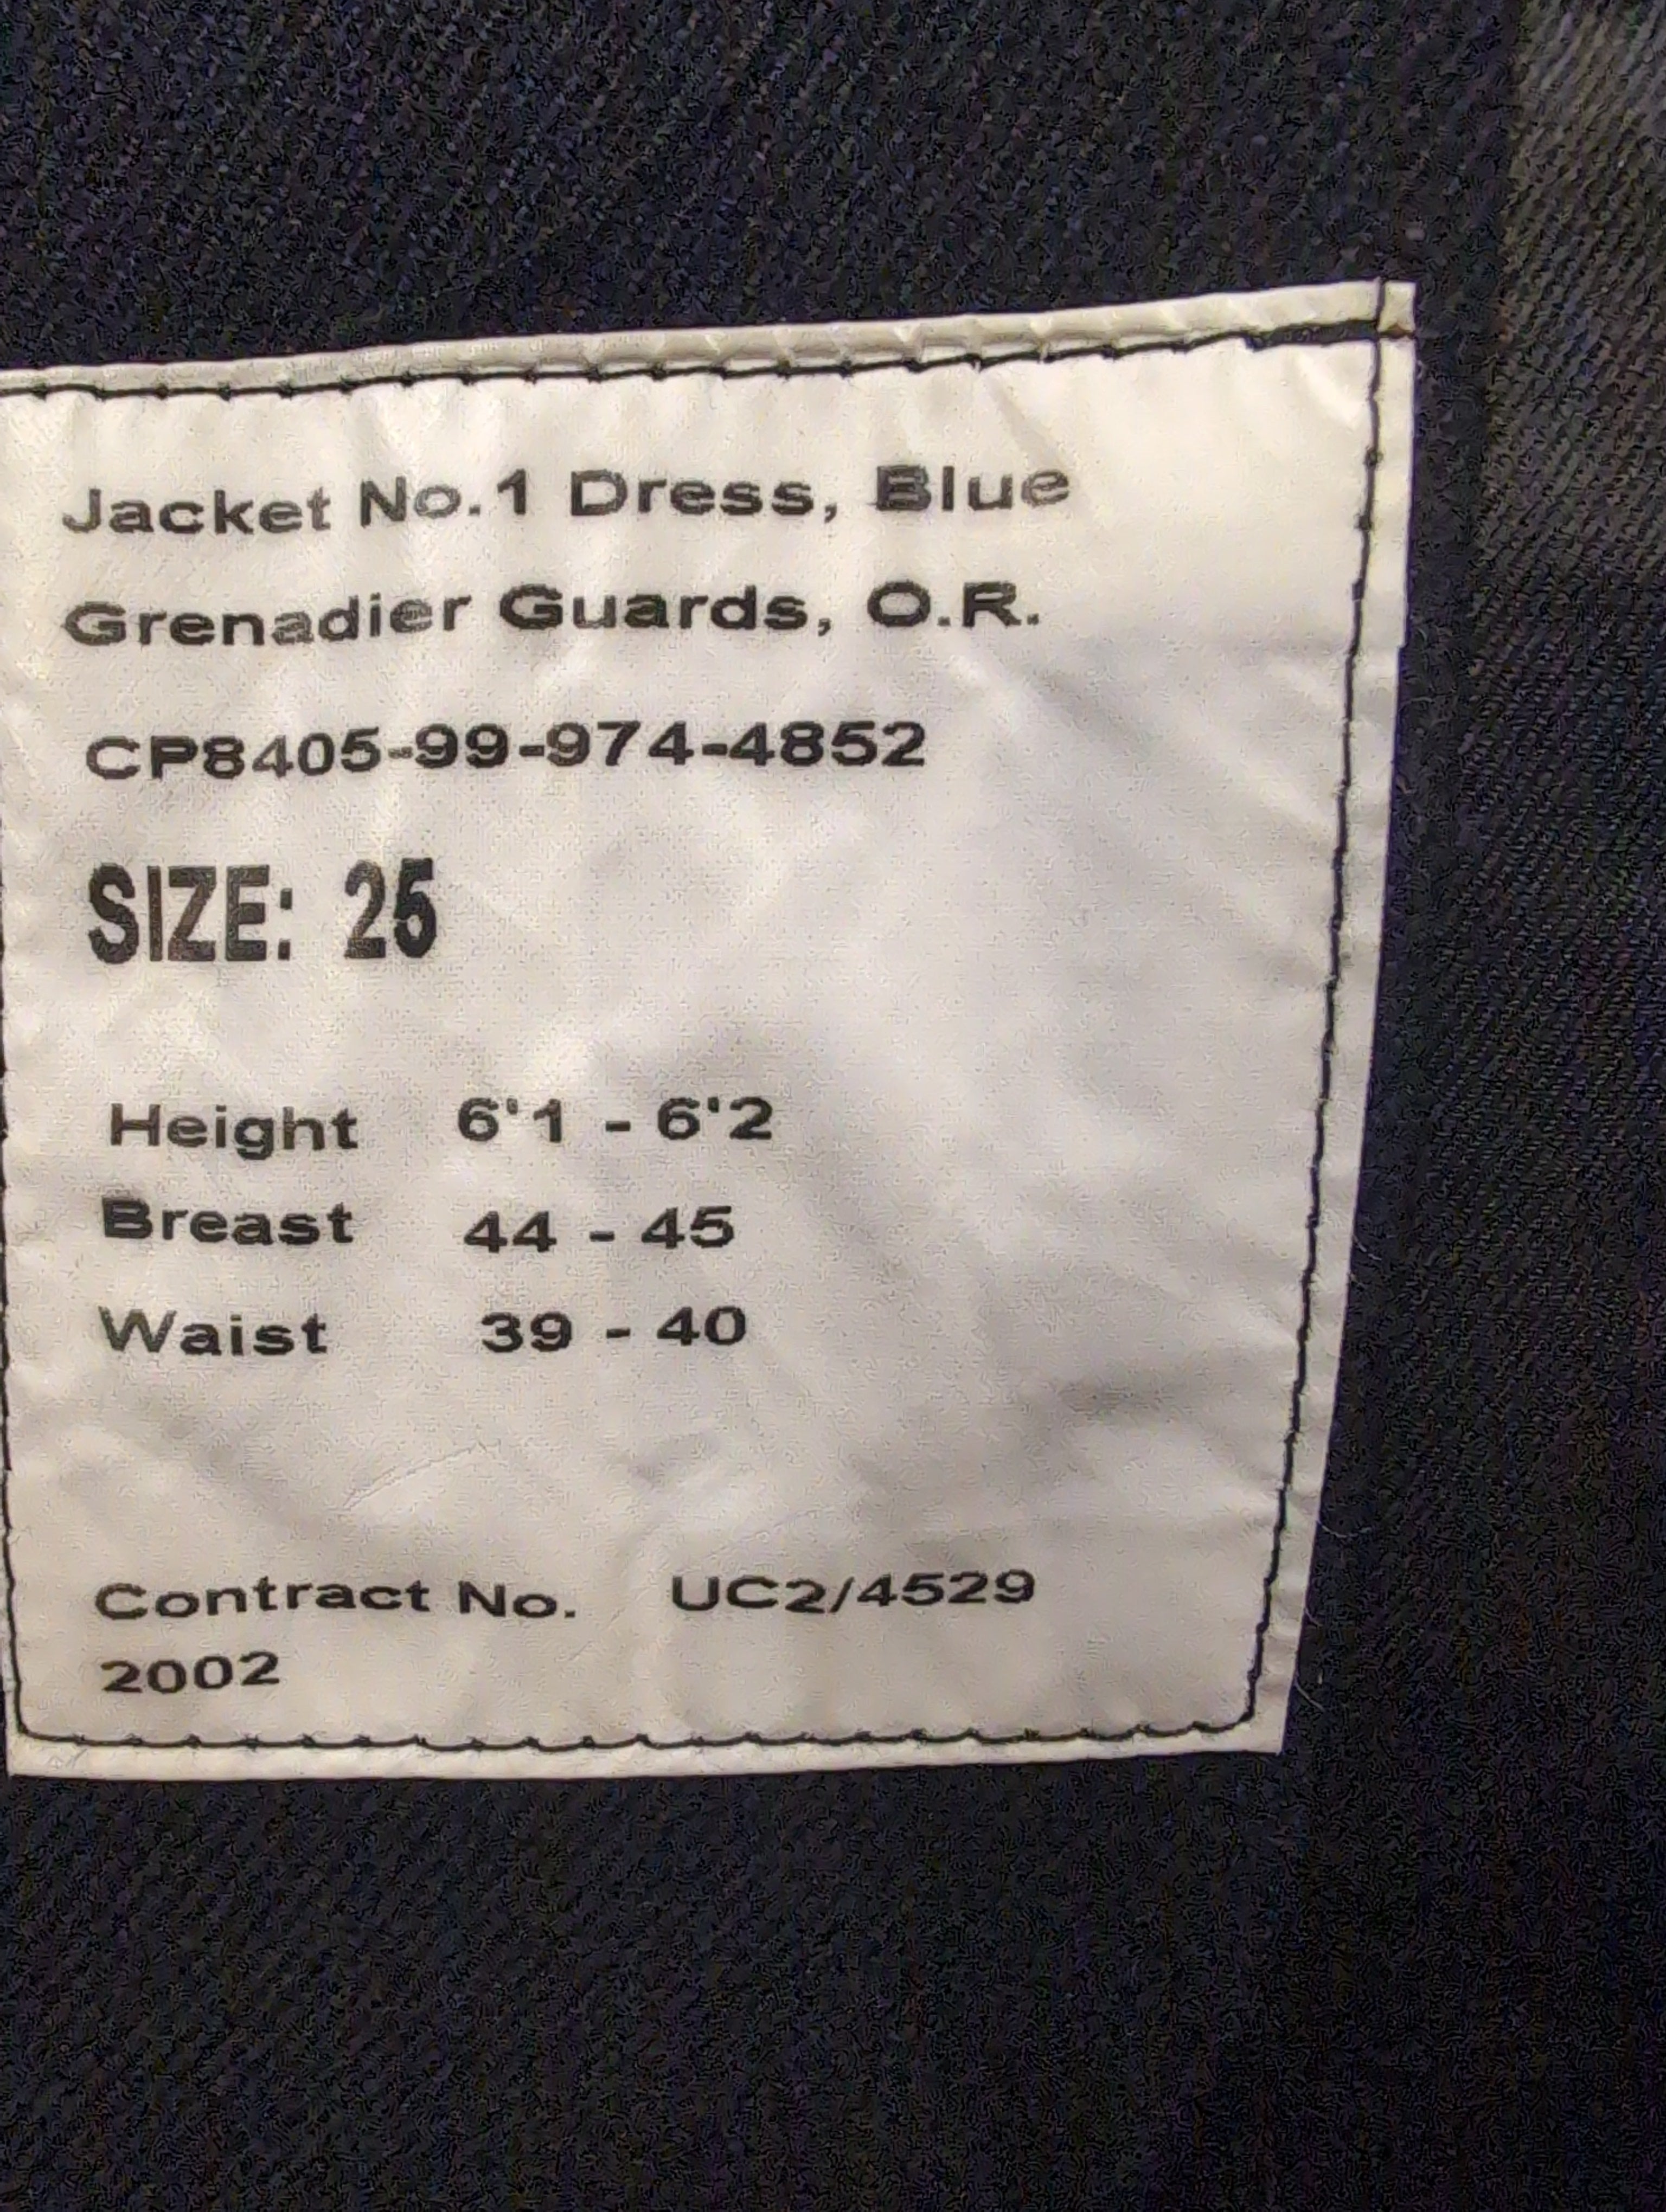 Jacket No.1 Dress, Blue
Grenadier Guards, O.R.
CP8405-99-974-4852
SIZE: 25
Height 6'1 - 6'2
Breast 44 - 45
Waist 39 - 40
Contract No. UC2/4529
2002